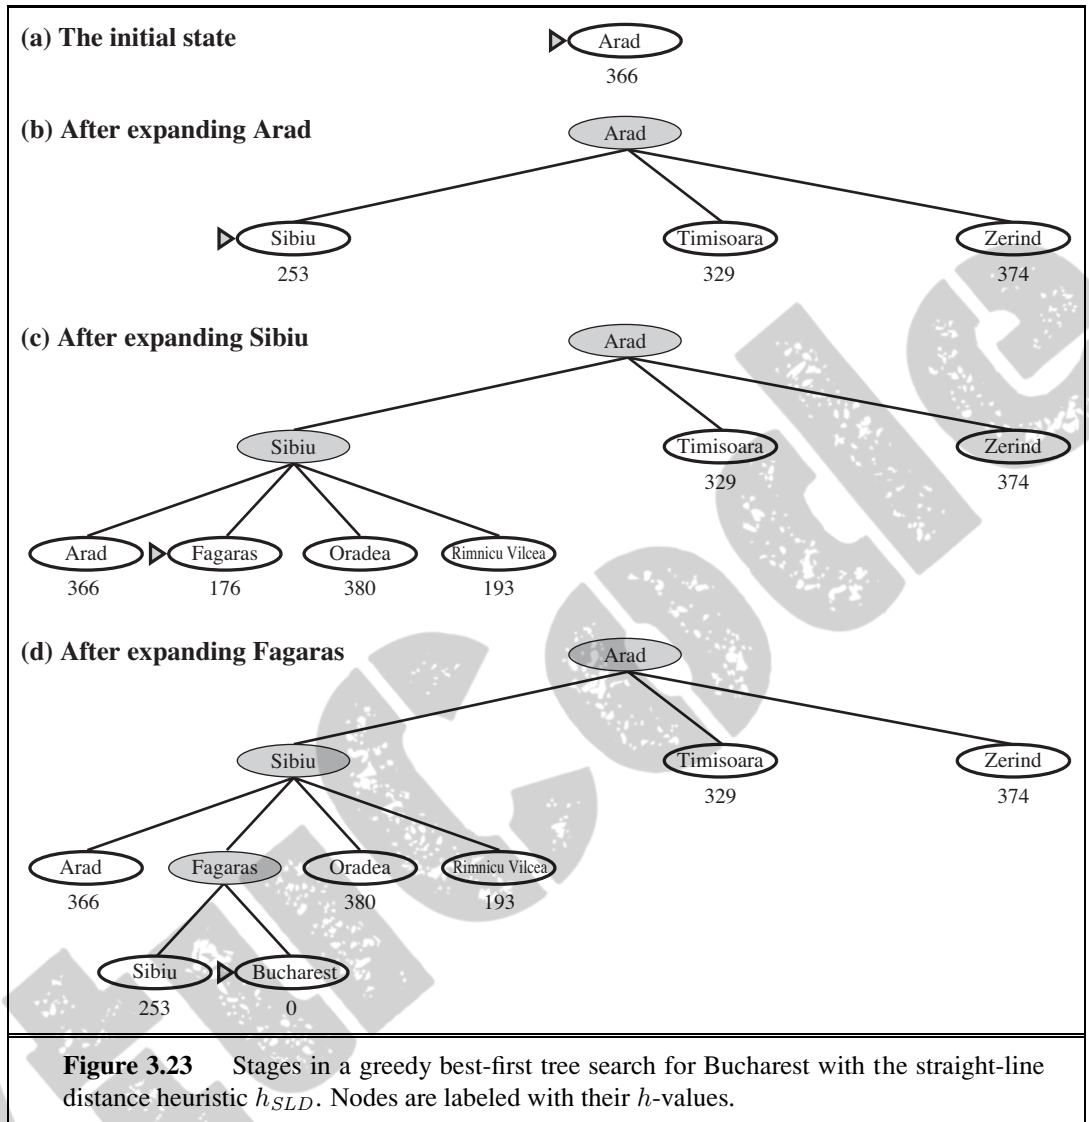 (a) The initial state
Arad
366
(b) After expanding Arad
Arad
Sibiu Timisoara Zerind
253 329 374
(c) After expanding Sibiu
Arad
Sibiu Timisoara Zerind
329 374
Arad Fagaras Oradea Rimnicu Vilcea
366 176 380 193
(d) After expanding Fagaras
Arad
Sibiu Timisoara Zerind
329 374
Arad Fagaras Oradea Rimnicu Vilcea
366 380 193
Sibiu Bucharest
253 0
Figure 3.23 Stages in a greedy best-first tree search for Bucharest with the straight-line
distance heuristic hSLD. Nodes are labeled with their h-values.